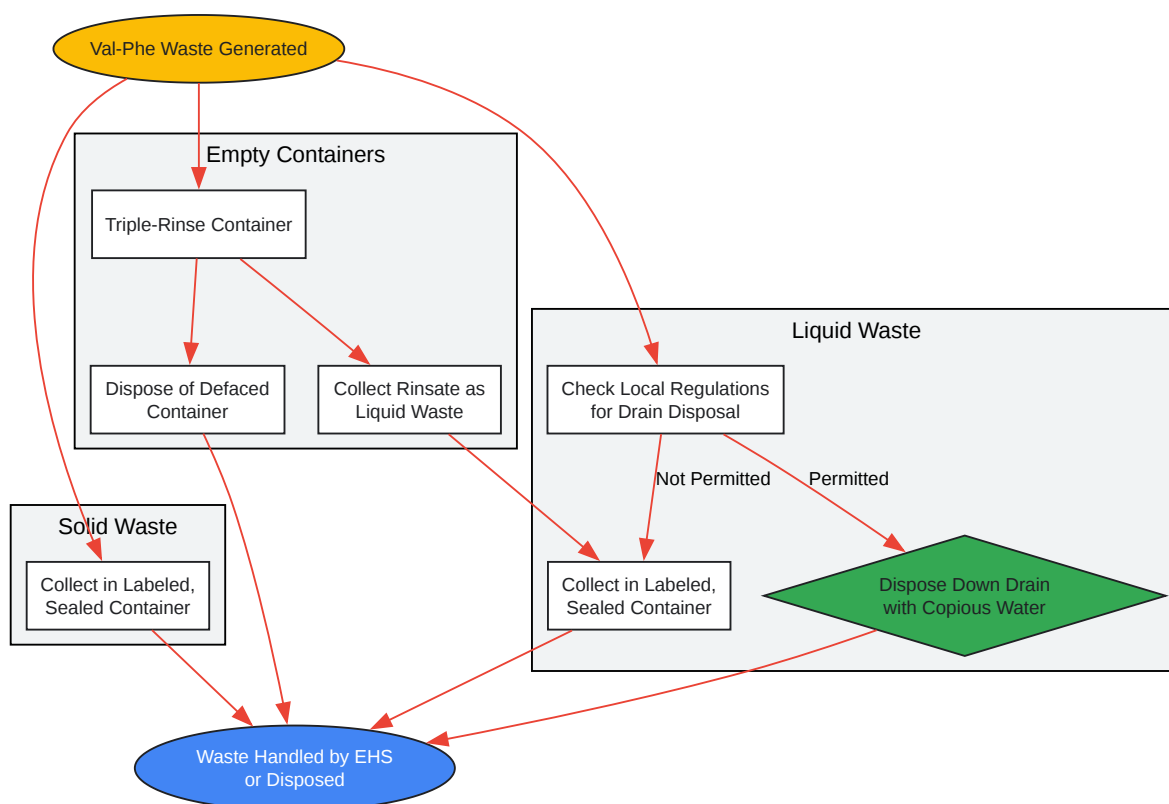 Val-Phe Waste Generated
Empty Containers
Triple-Rinse Container
Liquid Waste
Dispose of Defaced
Container
Collect Rinsate as
Liquid Waste
Check Local Regulations
for Drain Disposal
Not Permitted
Permitted
Solid Waste
Collect in Labeled,
Sealed Container
Collect in Labeled,
Sealed Container
Dispose Down Drain
with Copious Water
Waste Handled by EHS
or Disposed